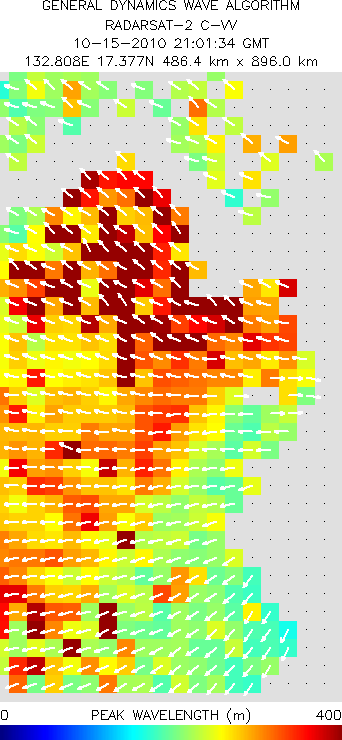 GENERAL DYNAMICS WAVE ALGORITHM
RADARSAT-2 C-VV
10-15-2010 21:01:34 GMT
132.808E 17.377N 486.4 km x 896.0 km
0 PEAK WAVELENGTH (m) 400